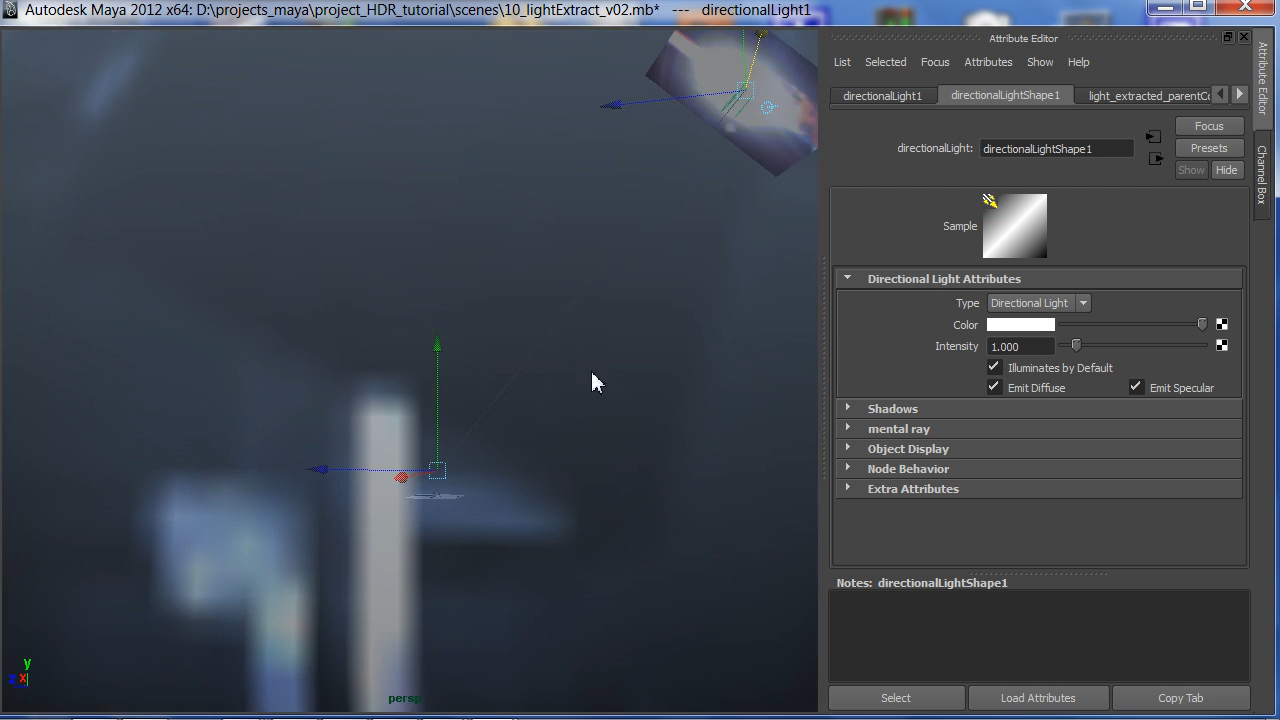 Autodesk Maya 2012 x64: D:\projects_maya\project_HDR_tutorial\scenes\10_lightExtract_v02.mb* --- directionalLight1
Attribute Editor
List Selected Focus Attributes Show Help
directionalLight1 directionalLightShape1 light_extracted_parentCo
Focus
directionalLight: directionalLightShape1 Presets
Show Hide
Sample
Directional Light Attributes
Type Directional Light
Color
Intensity 1.000
Illuminates by Default
Emit Diffuse Emit Specular
Shadows
mental ray
Object Display
Node Behavior
Extra Attributes
Notes: directionalLightShape1
Select Load Attributes Copy Tab
Attribute Editor
Channel Box
y
z x
persp